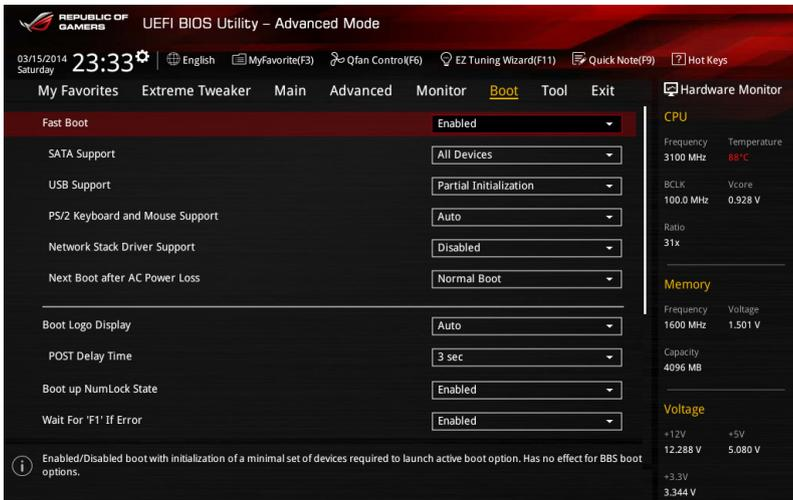 REPUBLIC OF
GAMERS
UEFI BIOS Utility – Advanced Mode
03/15/2014
Saturday
23:33
English
MyFavorite(F3)
Qfan Control(F6)
EZ Tuning Wizard(F11)
Quick Note(F9)
? Hot Keys
My Favorites Extreme Tweaker Main Advanced Monitor Boot Tool Exit
Fast Boot Enabled
SATA Support All Devices
USB Support Partial Initialization
PS/2 Keyboard and Mouse Support Auto
Network Stack Driver Support Disabled
Next Boot after AC Power Loss Normal Boot
Boot Logo Display Auto
POST Delay Time 3 sec
Boot up NumLock State Enabled
Wait For 'F1' If Error Enabled
i
Enabled/Disabled boot with initialization of a minimal set of devices required to launch active boot option. Has no effect for BBS boot
options.
Hardware Monitor
CPU
Frequency Temperature
3100 MHz 88°C
BCLK Vcore
100.0 MHz 0.928 V
Ratio
31x
Memory
Frequency Voltage
1600 MHz 1.501 V
Capacity
4096 MB
Voltage
+12V +5V
12.288 V 5.080 V
+3.3V
3.344 V